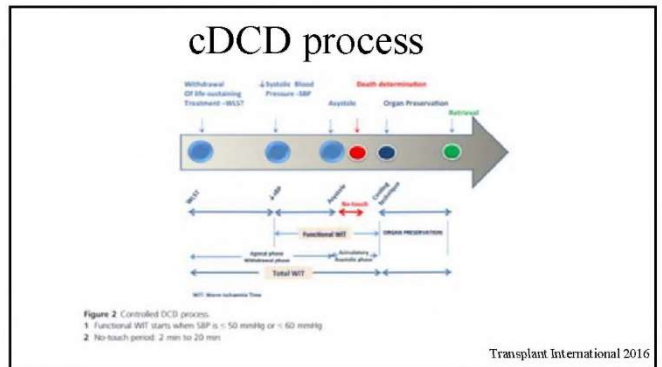 cDCD process
Withdrawal
Of life-sustaining
Treatment -WLST
↓Systolic Blood
Pressure -SBP
Asystole
Death determination
Organ Preservation
Retrieval
WLST
↓SBP
Asystole
No-touch
Cooling
technique
Functional WIT
ORGAN PRESERVATION
Agonal phase
Withdrawal phase
Acirculatory
Asystolic phase
Total WIT
WIT: Warm Ischaemic Time
Figure 2 Controlled DCD process.
1 Functional WIT starts when SBP is ≤ 50 mmHg or < 60 mmHg
2 No-touch period: 2 min to 20 min
Transplant International 2016